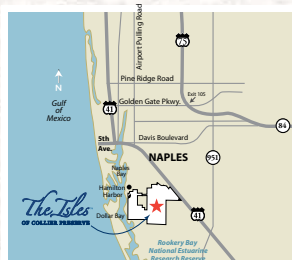 Airport Pulling Road
75
Pine Ridge Road
Exit 105
Golden Gate Pkwy.
41
Gulf
of
Mexico
N
84
5th
Ave.
Davis Boulevard
NAPLES
951
Naples
Bay
Hamilton
Harbor
Dollar Bay
The Isles
OF COLLIER PRESERVE
41
Rookery Bay
National Estuarine
Research Reserve